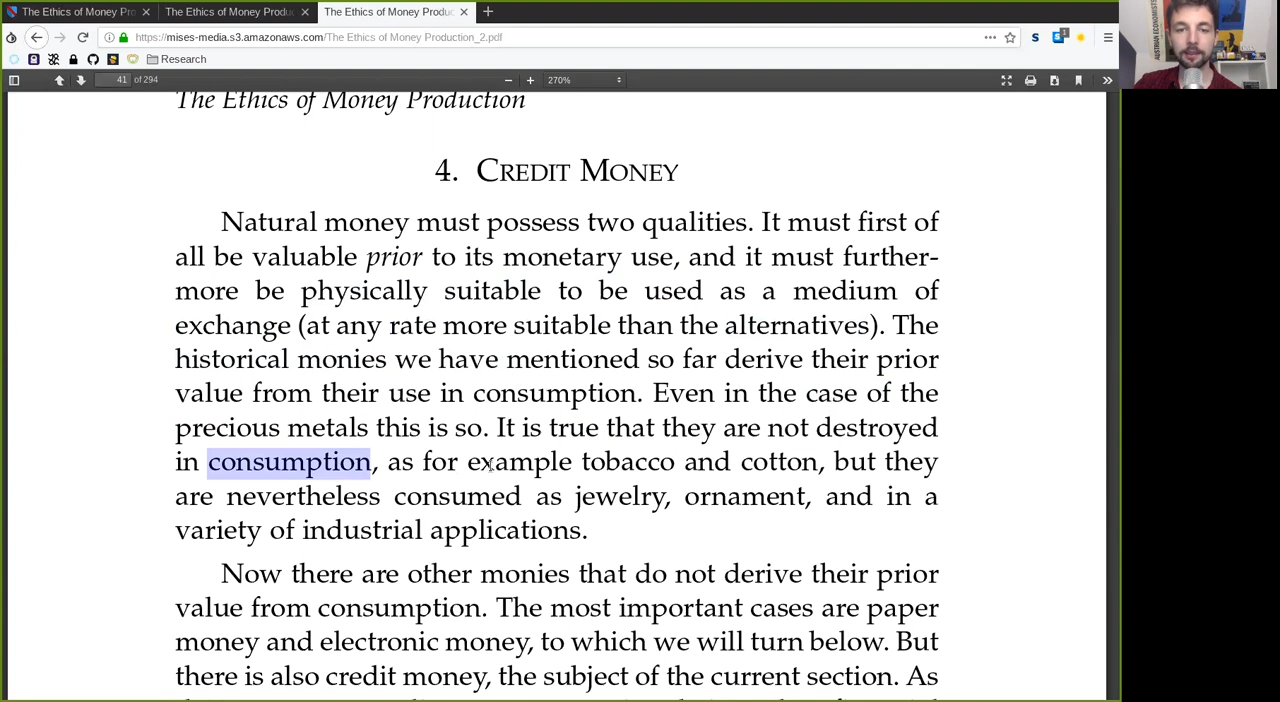 The Ethics of Money Pro
The Ethics of Money Produc
The Ethics of Money Produc
https://mises-media.s3.amazonaws.com/The Ethics of Money Production_2.pdf
Research
41 of 294
270%
AUSTRIAN ECONOMISTS
The Ethics of Money Production
4. CREDIT MONEY
Natural money must possess two qualities. It must first of
all be valuable prior to its monetary use, and it must further-
more be physically suitable to be used as a medium of
exchange (at any rate more suitable than the alternatives). The
historical monies we have mentioned so far derive their prior
value from their use in consumption. Even in the case of the
precious metals this is so. It is true that they are not destroyed
in consumption, as for example tobacco and cotton, but they
are nevertheless consumed as jewelry, ornament, and in a
variety of industrial applications.
Now there are other monies that do not derive their prior
value from consumption. The most important cases are paper
money and electronic money, to which we will turn below. But
there is also credit money, the subject of the current section. As